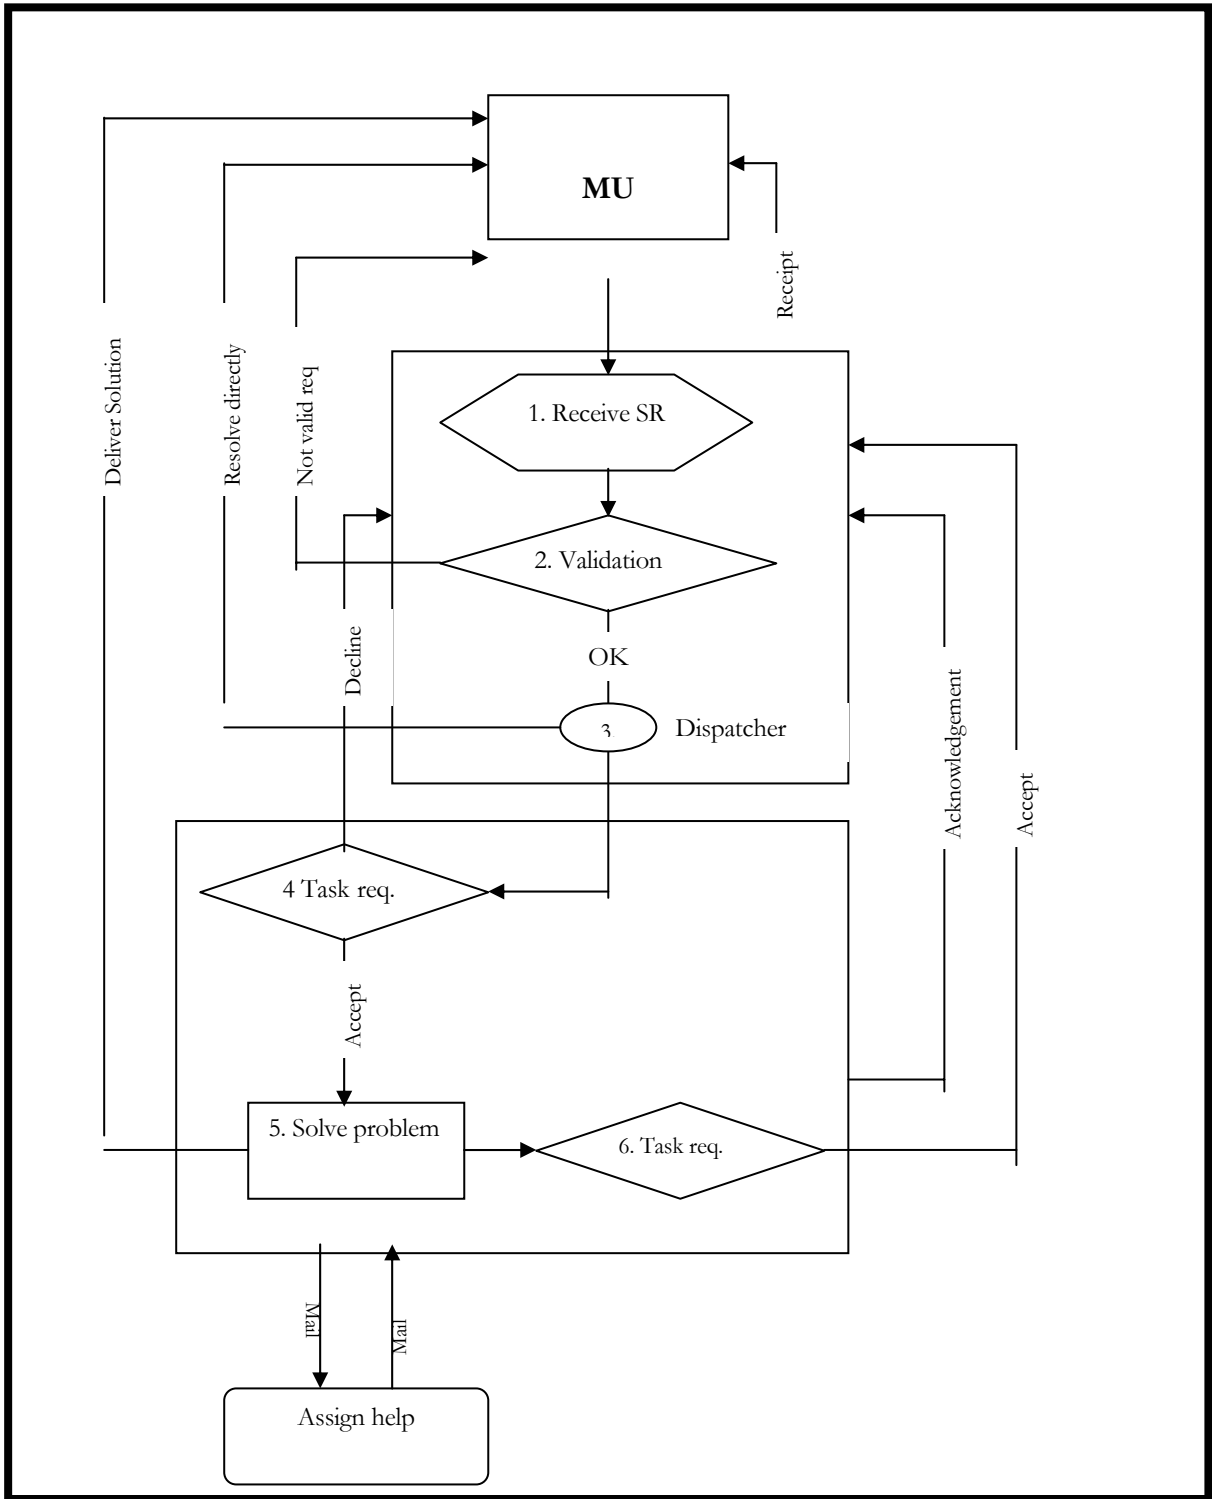 MU
Receipt
Deliver Solution
Resolve directly
Not valid req
1. Receive SR
2. Validation
OK
Decline
3.
Dispatcher
Acknowledgement
Accept
4 Task req.
Accept
5. Solve problem
6. Task req.
Mail
Mail
Assign help